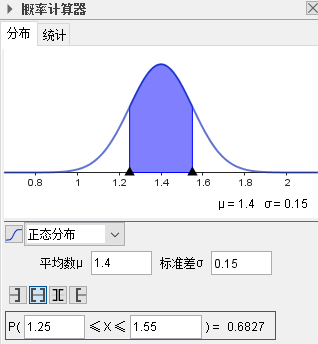 概率计算器
分布 统计
0.8 1 1.2 1.4 1.6 1.8 2
μ = 1.4 σ = 0.15
正态分布
平均数μ 1.4 标准差σ 0.15
P( 1.25 ≤ X ≤ 1.55 ) = 0.6827